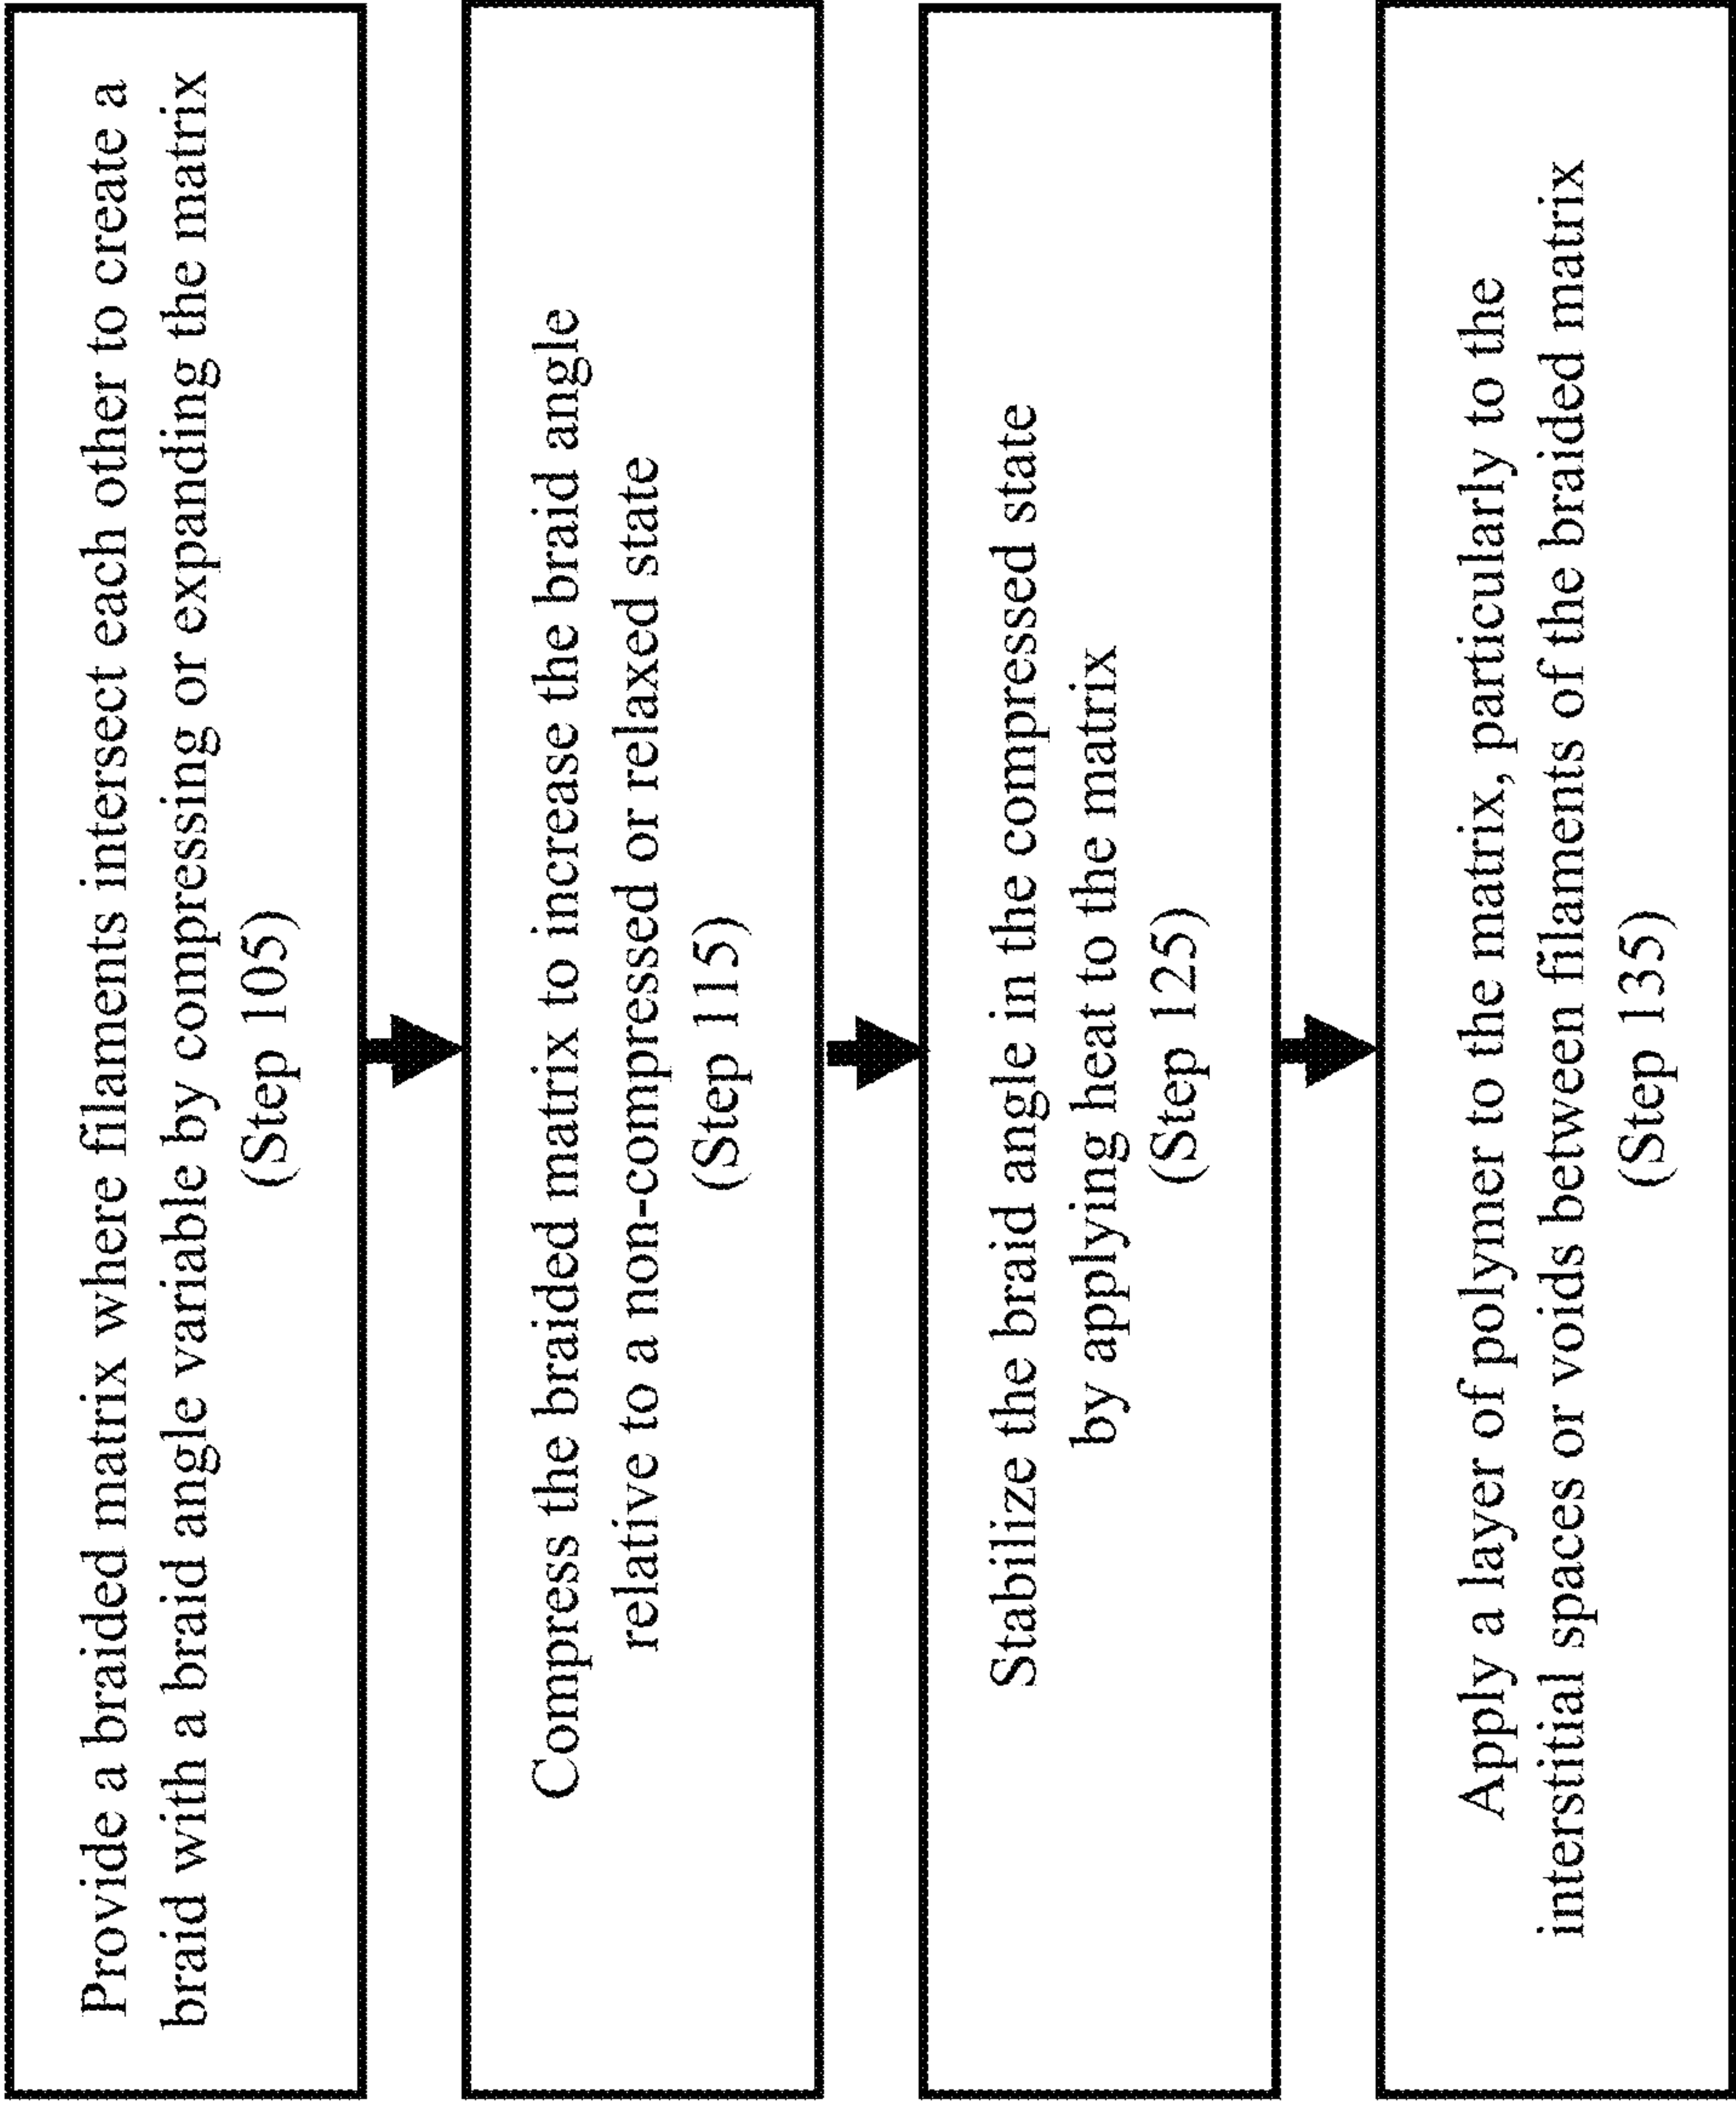 Provide a braided matrix where filaments intersect each other to create a
braid with a braid angle variable by compressing or expanding the matrix
(Step 105)
Compress the braided matrix to increase the braid angle
relative to a non-compressed or relaxed state
(Step 115)
Stabilize the braid angle in the compressed state
by applying heat to the matrix
(Step 125)
Apply a layer of polymer to the matrix, particularly to the
interstitial spaces or voids between filaments of the braided matrix
(Step 135)